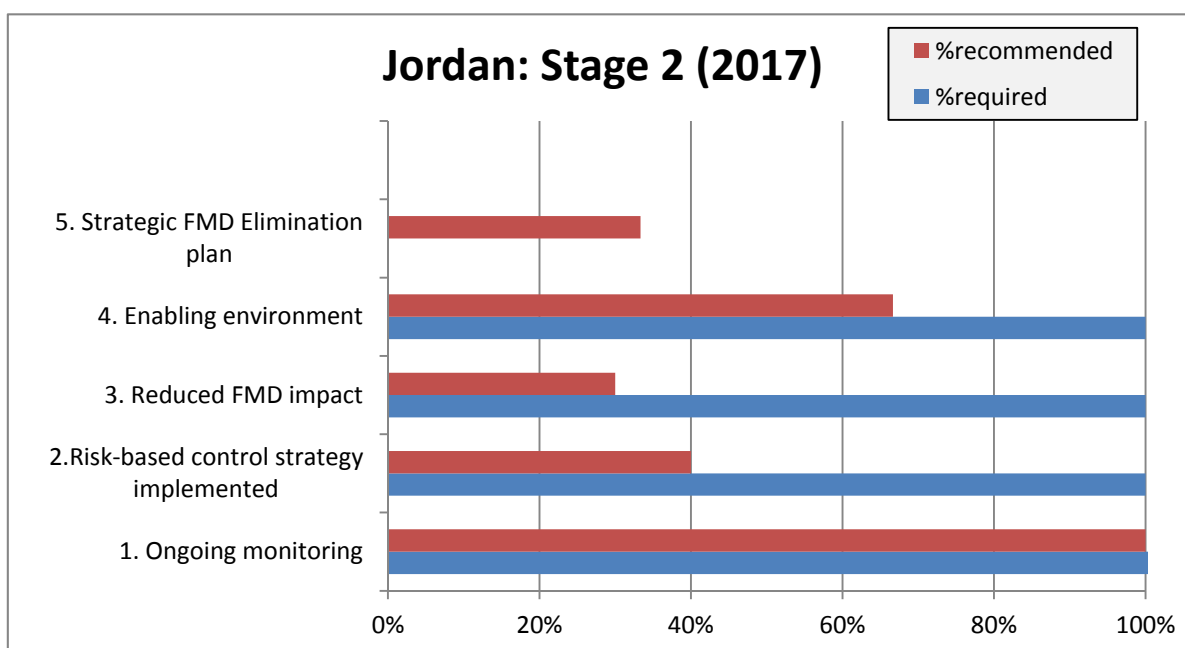 Jordan: Stage 2 (2017)
%recommended
%required
5. Strategic FMD Elimination
plan
4. Enabling environment
3. Reduced FMD impact
2.Risk-based control strategy
implemented
1. Ongoing monitoring
0%
20%
40%
60%
80%
100%